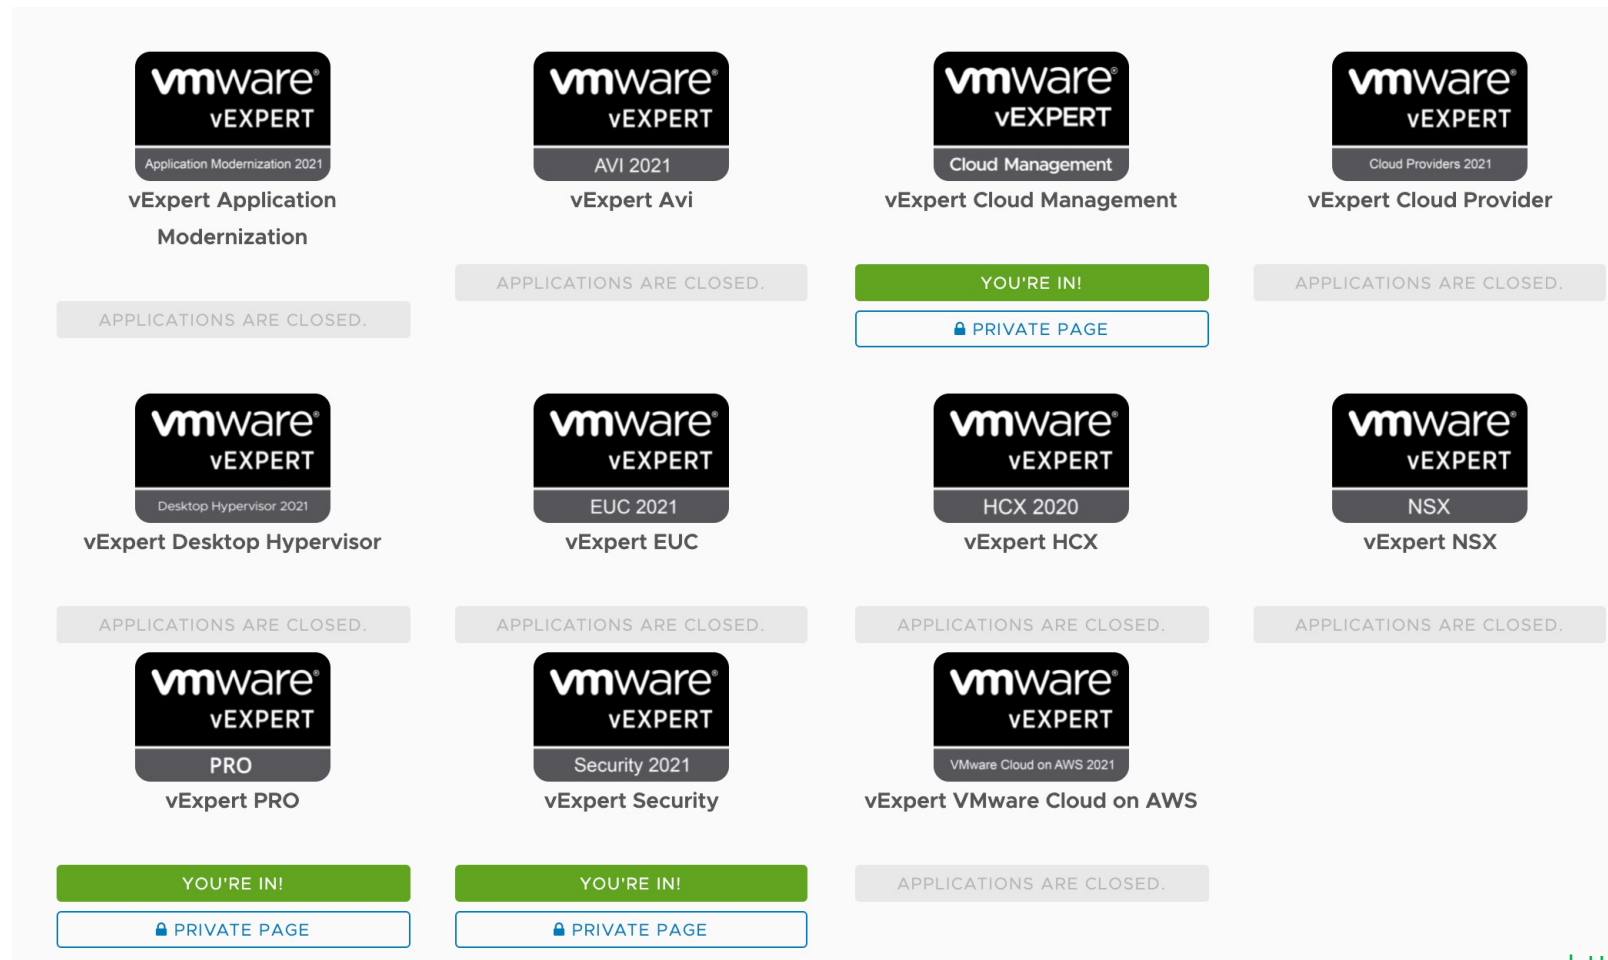 vmware®
vEXPERT
Application Modernization 2021
vExpert Application
Modernization
APPLICATIONS ARE CLOSED.
vmware®
vEXPERT
AVI 2021
vExpert Avi
APPLICATIONS ARE CLOSED.
vmware®
vEXPERT
Cloud Management
vExpert Cloud Management
YOU'RE IN!
PRIVATE PAGE
vmware®
vEXPERT
Cloud Providers 2021
vExpert Cloud Provider
APPLICATIONS ARE CLOSED.
vmware®
vEXPERT
Desktop Hypervisor 2021
vExpert Desktop Hypervisor
APPLICATIONS ARE CLOSED.
vmware®
vEXPERT
EUC 2021
vExpert EUC
APPLICATIONS ARE CLOSED.
vmware®
vEXPERT
HCX 2020
vExpert HCX
APPLICATIONS ARE CLOSED.
vmware®
vEXPERT
NSX
vExpert NSX
APPLICATIONS ARE CLOSED.
vmware®
vEXPERT
PRO
vExpert PRO
YOU'RE IN!
PRIVATE PAGE
vmware®
vEXPERT
Security 2021
vExpert Security
YOU'RE IN!
PRIVATE PAGE
vmware®
vEXPERT
VMware Cloud on AWS 2021
vExpert VMware Cloud on AWS
APPLICATIONS ARE CLOSED.